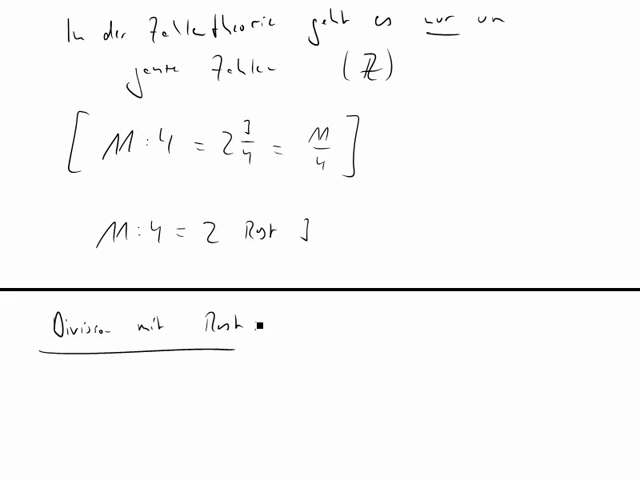 In der Zahlentheorie geht es nur um
ganze Zahlen (ℤ)
[ 11 : 4 = 2 3/4 = 11/4 ]
11 : 4 = 2 Rest 3
Division mit Rest: